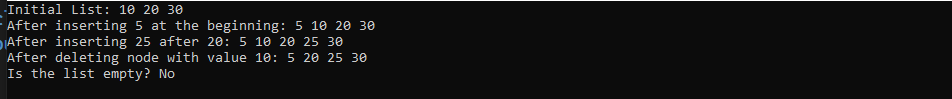 Initial List: 10 20 30
After inserting 5 at the beginning: 5 10 20 30
After inserting 25 after 20: 5 10 20 25 30
After deleting node with value 10: 5 20 25 30
Is the list empty? No